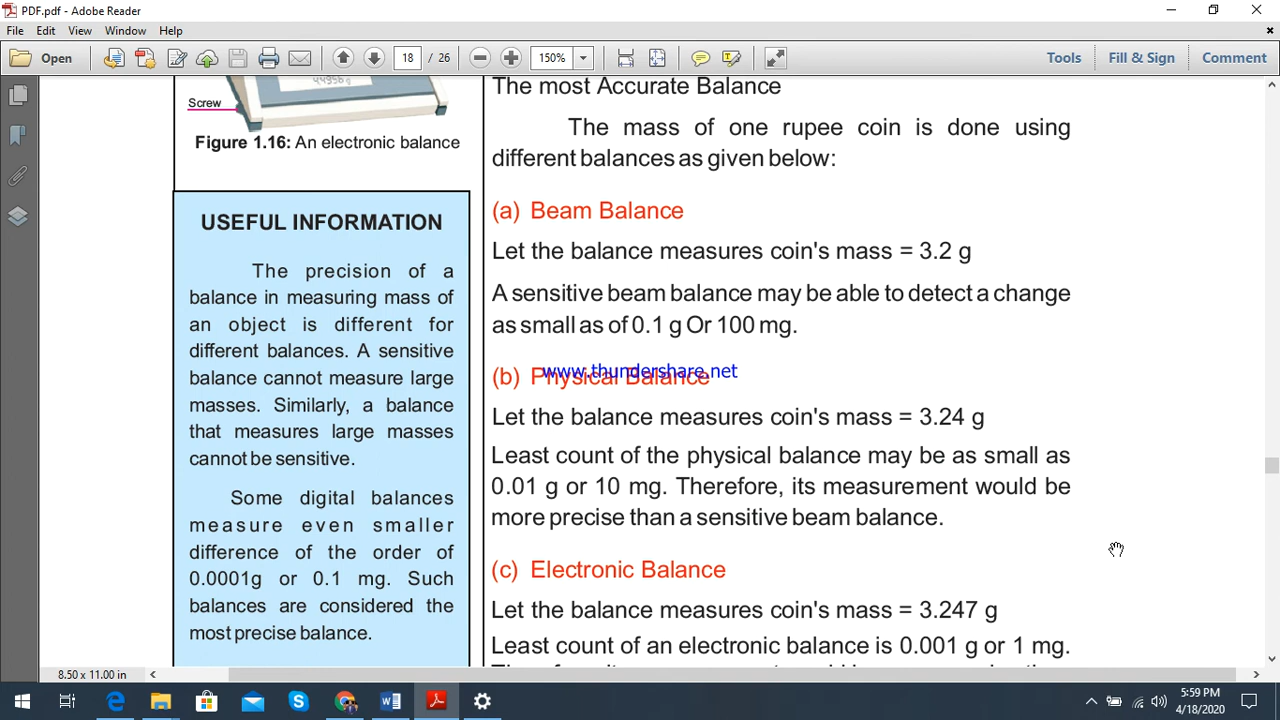 PDF.pdf - Adobe Reader
File Edit View Window Help
Open 18 / 26 150% Tools Fill & Sign Comment
Screw
Figure 1.16: An electronic balance
USEFUL INFORMATION
The precision of a
balance in measuring mass of
an object is different for
different balances. A sensitive
balance cannot measure large
masses. Similarly, a balance
that measures large masses
cannot be sensitive.
Some digital balances
measure even smaller
difference of the order of
0.0001g or 0.1 mg. Such
balances are considered the
most precise balance.
The most Accurate Balance
The mass of one rupee coin is done using
different balances as given below:
(a) Beam Balance
Let the balance measures coin's mass = 3.2 g
A sensitive beam balance may be able to detect a change
as small as of 0.1 g Or 100 mg.
www.thundershare.net
(b) Physical Balance
Let the balance measures coin's mass = 3.24 g
Least count of the physical balance may be as small as
0.01 g or 10 mg. Therefore, its measurement would be
more precise than a sensitive beam balance.
(c) Electronic Balance
Let the balance measures coin's mass = 3.247 g
Least count of an electronic balance is 0.001 g or 1 mg.
8.50 x 11.00 in
5:59 PM
4/18/2020